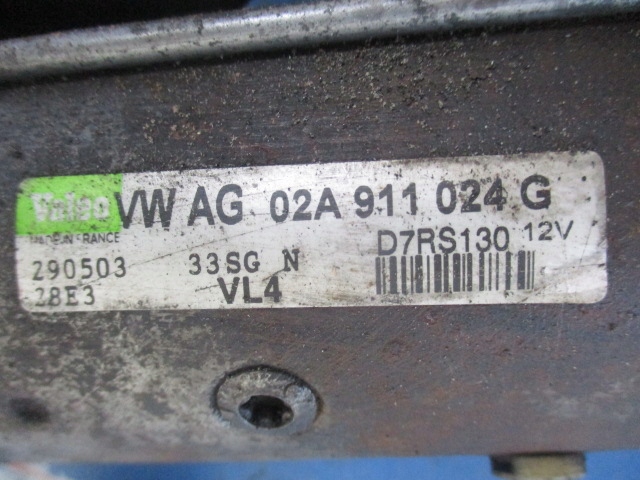 Valeo VW AG 02A 911 024 G
MADE IN FRANCE D7RS130 12V
290503 33SG N
28E3 VL4